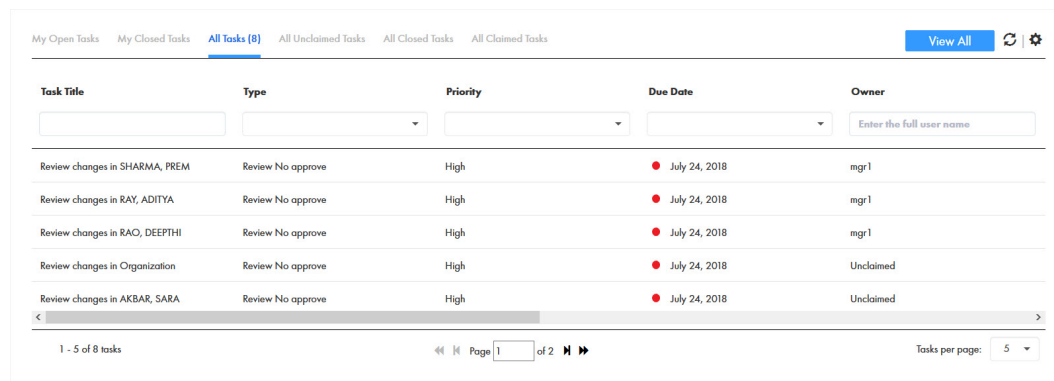 My Open Tasks My Closed Tasks All Tasks (8) All Unclaimed Tasks All Closed Tasks All Claimed Tasks View All
Task Title Type Priority Due Date Owner
Enter the full user name
Review changes in SHARMA, PREM Review No approve High July 24, 2018 mgr1
Review changes in RAY, ADITYA Review No approve High July 24, 2018 mgr1
Review changes in RAO, DEEPTHI Review No approve High July 24, 2018 mgr1
Review changes in Organization Review No approve High July 24, 2018 Unclaimed
Review changes in AKBAR, SARA Review No approve High July 24, 2018 Unclaimed
1 - 5 of 8 tasks Page 1 of 2 Tasks per page: 5